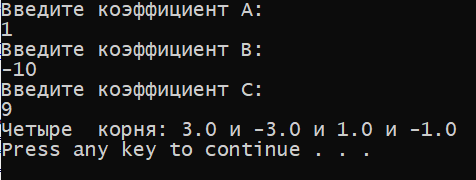 Введите коэффициент A:
1
Введите коэффициент B:
-10
Введите коэффициент C:
9
Четыре  корня: 3.0 и -3.0 и 1.0 и -1.0
Press any key to continue . . .